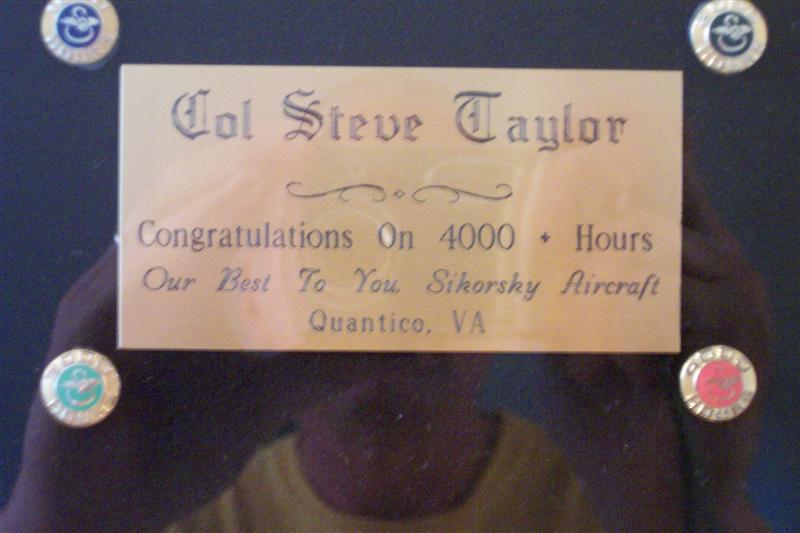 Col Steve Taylor
Congratulations On 4000 + Hours
Our Best To You, Sikorsky Aircraft
Quantico, VA